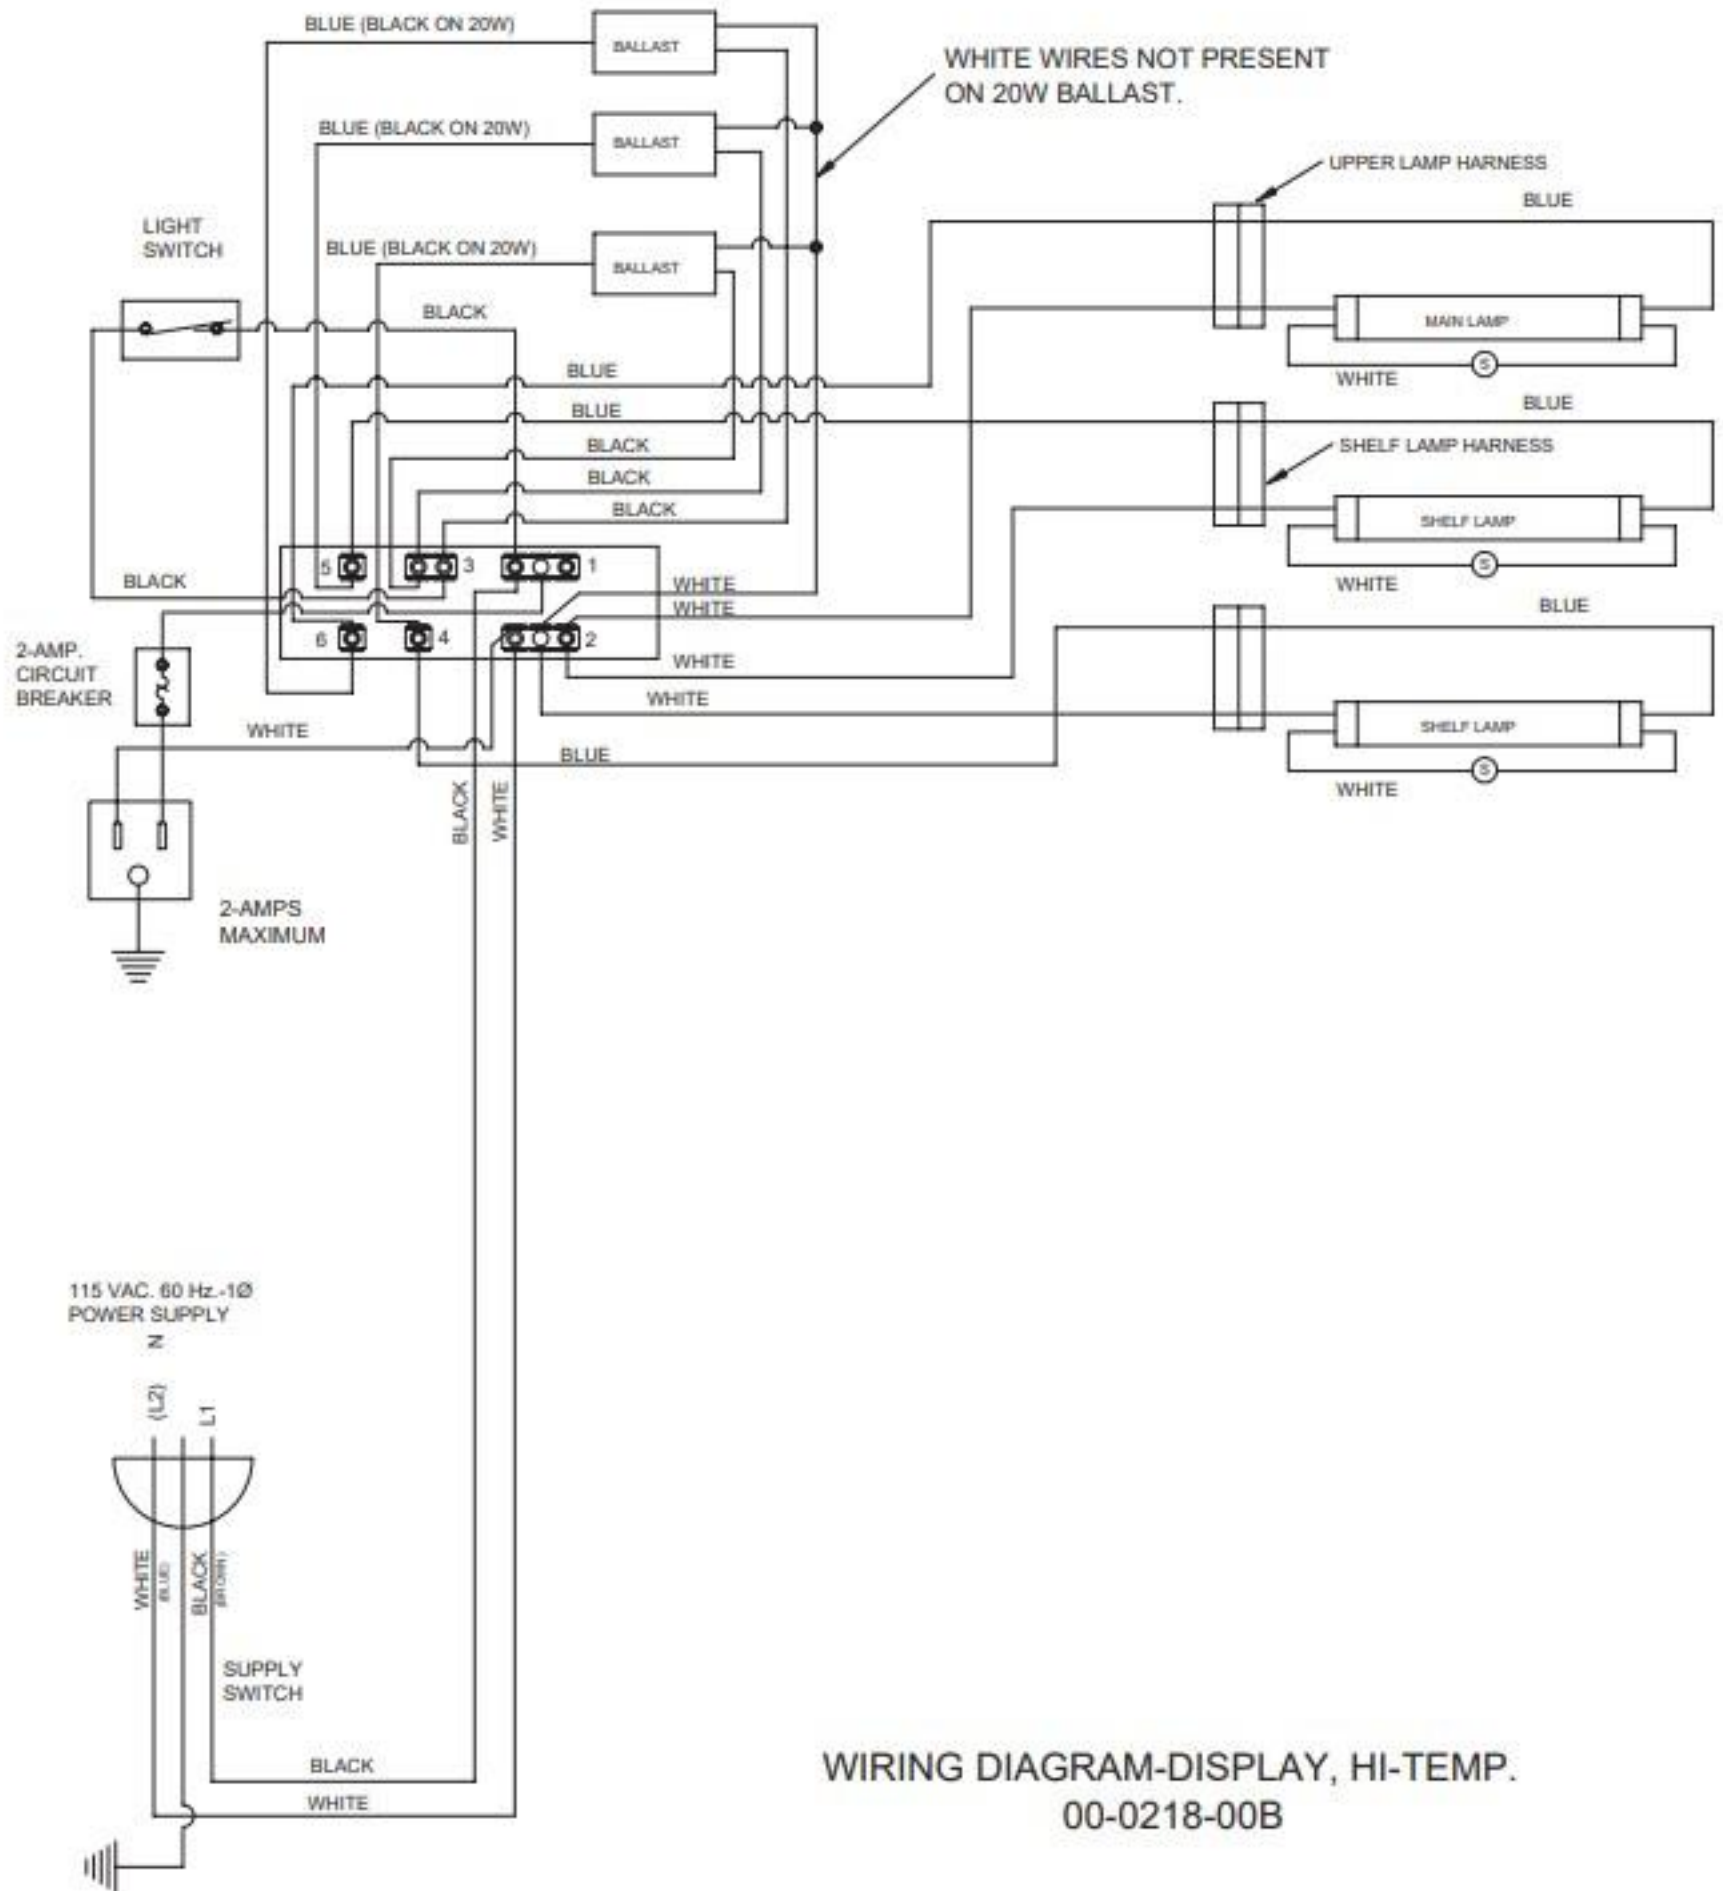 BLUE (BLACK ON 20W)
BALLAST
WHITE WIRES NOT PRESENT
ON 20W BALLAST.
BLUE (BLACK ON 20W)
BALLAST
UPPER LAMP HARNESS
BLUE
LIGHT
SWITCH
BLUE (BLACK ON 20W)
BALLAST
BLACK
MAIN LAMP
S
WHITE
BLUE
BLUE
BLUE
BLACK
SHELF LAMP HARNESS
BLACK
BLACK
SHELF LAMP
S
WHITE
5
3
1
BLACK
WHITE
WHITE
BLUE
6
4
2
2-AMP.
CIRCUIT
BREAKER
WHITE
WHITE
SHELF LAMP
S
WHITE
WHITE
BLUE
BLACK
WHITE
2-AMPS
MAXIMUM
115 VAC. 60 Hz.-1Ø
POWER SUPPLY
N
(L2)
L1
WHITE
(BLUE)
BLACK
(BROWN)
SUPPLY
SWITCH
BLACK
WHITE
WIRING DIAGRAM-DISPLAY, HI-TEMP.
00-0218-00B